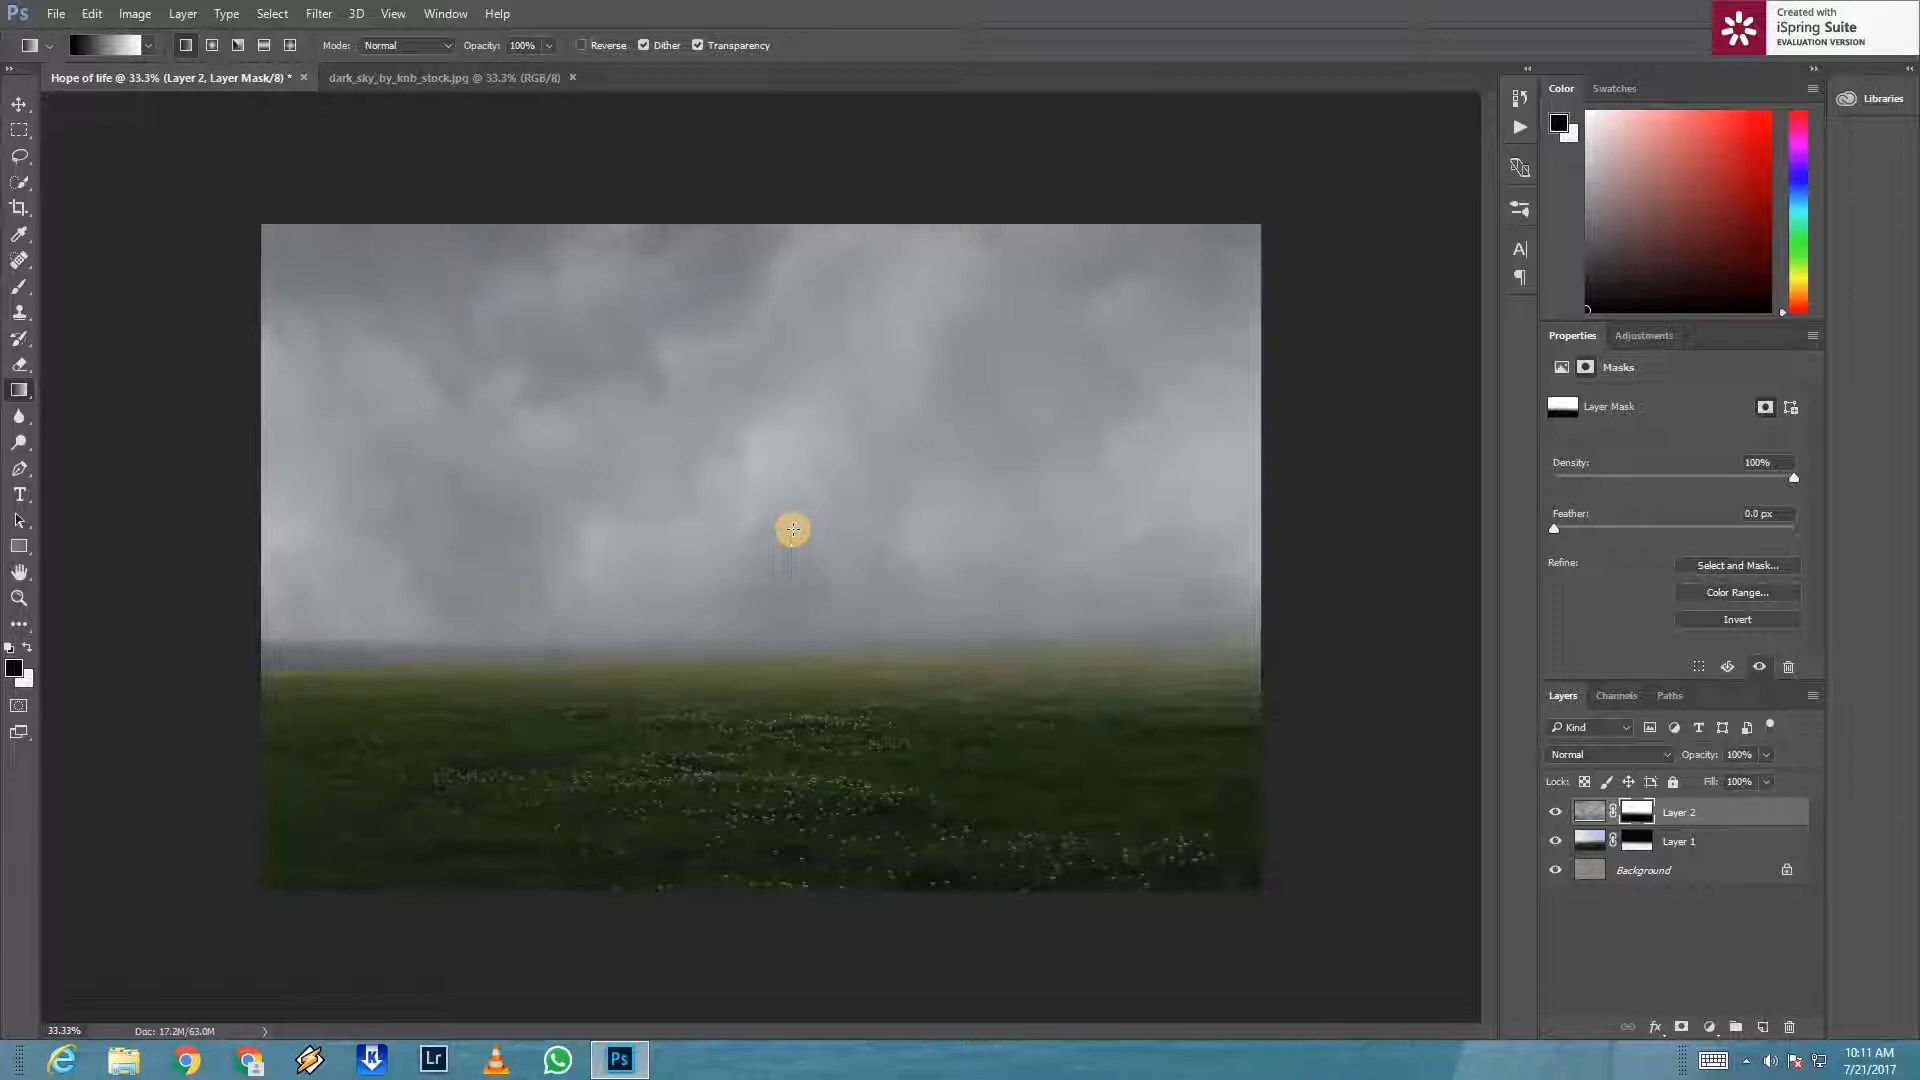 Ps File Edit Image Layer Type Select Filter 3D View Window Help
Created with
iSpring Suite
EVALUATION VERSION
Mode: Normal Opacity: 100% Reverse Dither Transparency
Hope of life @ 33.3% (Layer 2, Layer Mask/8) * × dark_sky_by_knb_stock.jpg @ 33.3% (RGB/8) ×
Color Swatches
Libraries
Properties Adjustments
Masks
Layer Mask
Density: 100%
Feather: 0.0 px
Refine: Select and Mask...
Color Range...
Invert
Layers Channels Paths
Kind
Normal Opacity: 100%
Lock: Fill: 100%
Layer 2
Layer 1
Background
fx
33.33% Doc: 17.2M/63.0M
Lr Ps
10:11 AM
7/21/2017